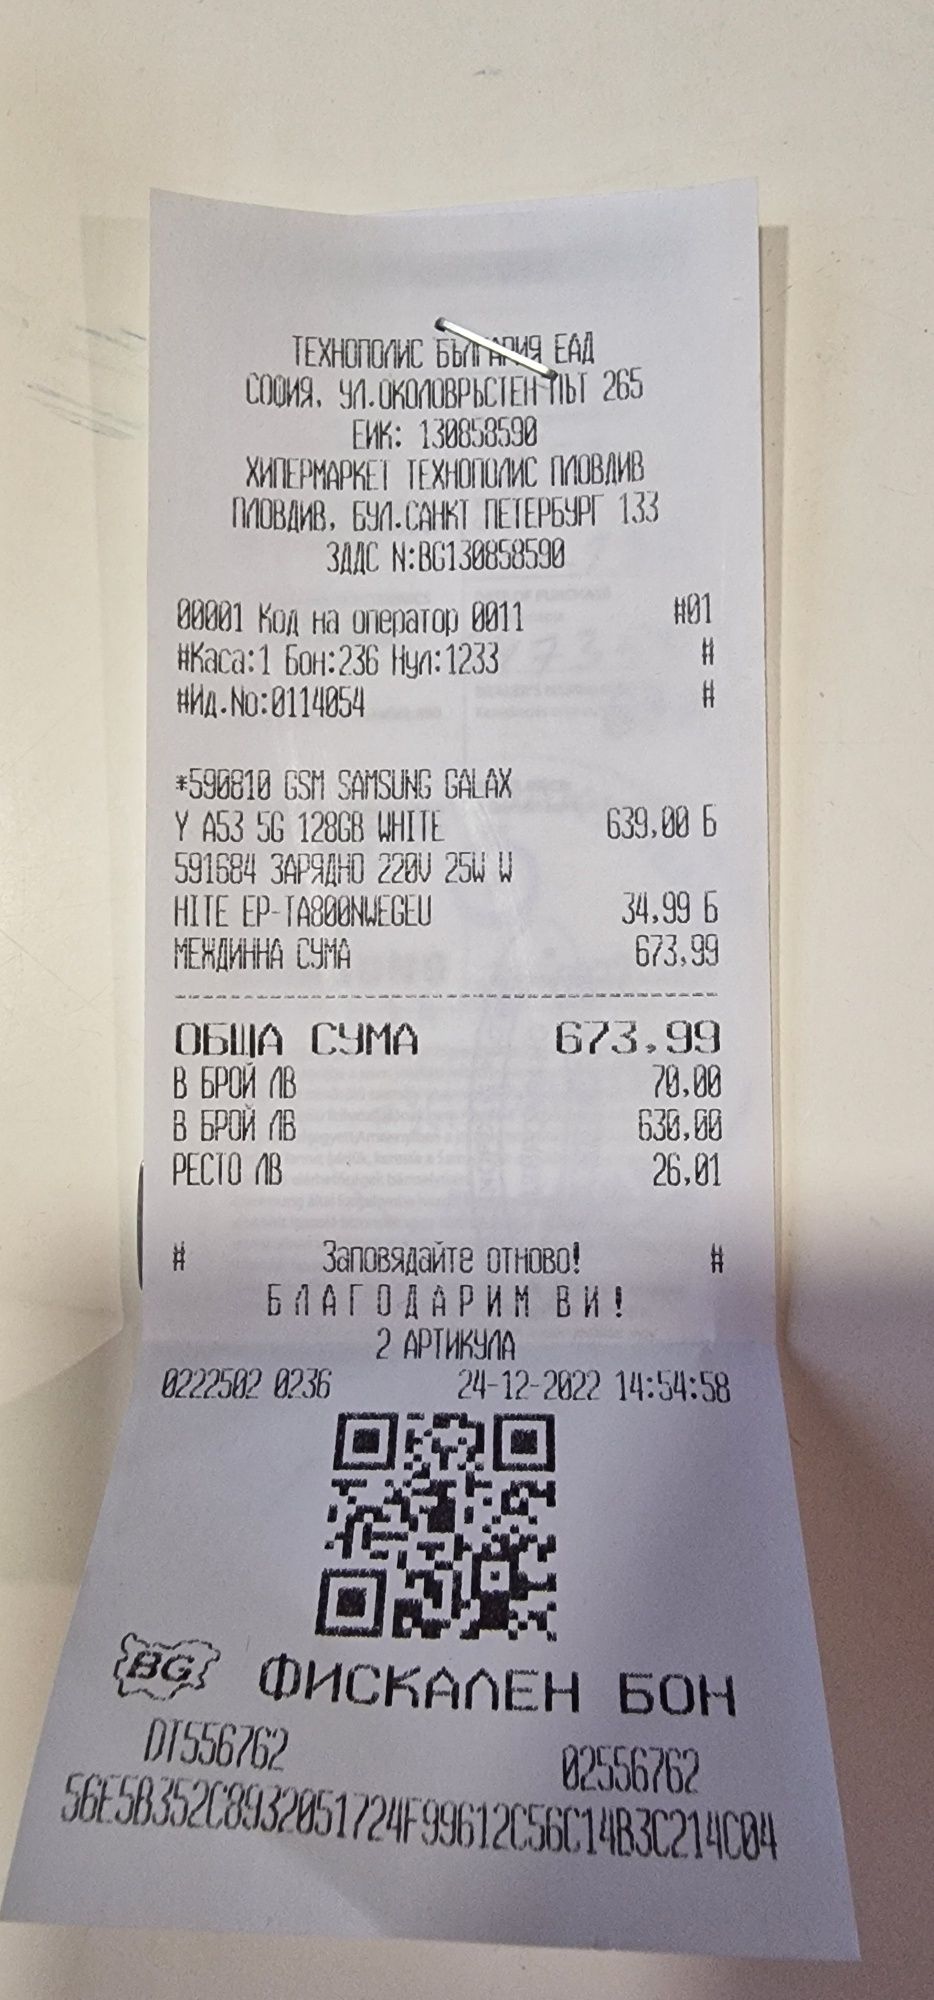 ТЕХНОПОЛИС БЪЛГАРИЯ ЕАД
СОФИЯ, УЛ.ОКОЛОВРЪСТЕН ПЪТ 265
ЕИК: 130858590
ХИПЕРМАРКЕТ ТЕХНОПОЛИС ПЛОВДИВ
ПЛОВДИВ, БУЛ.САНКТ ПЕТЕРБУРГ 133
ЗДДС N:BG130858590
00001 Код на оператор 0011 #01
#Каса:1 Бон:236 Нул:1233 #
#Ид.No:0114054 #
*590810 GSM SAMSUNG GALAX
Y A53 5G 128GB WHITE 639,00 Б
591684 ЗАРЯДНО 220V 25W W
HITE EP-TA800NWEGEU 34,99 Б
МЕЖДИННА СУМА 673,99
ОБЩА СУМА 673,99
В БРОЙ ЛВ 70,00
В БРОЙ ЛВ 630,00
РЕСТО ЛВ 26,01
# Заповядайте отново! #
БЛАГОДАРИМ ВИ!
2 АРТИКУЛА
0222502 0236 24-12-2022 14:54:58
BG ФИСКАЛЕН БОН
DT556762 02556762
56E5B352C8932051724F99612C56C14B3C214C04